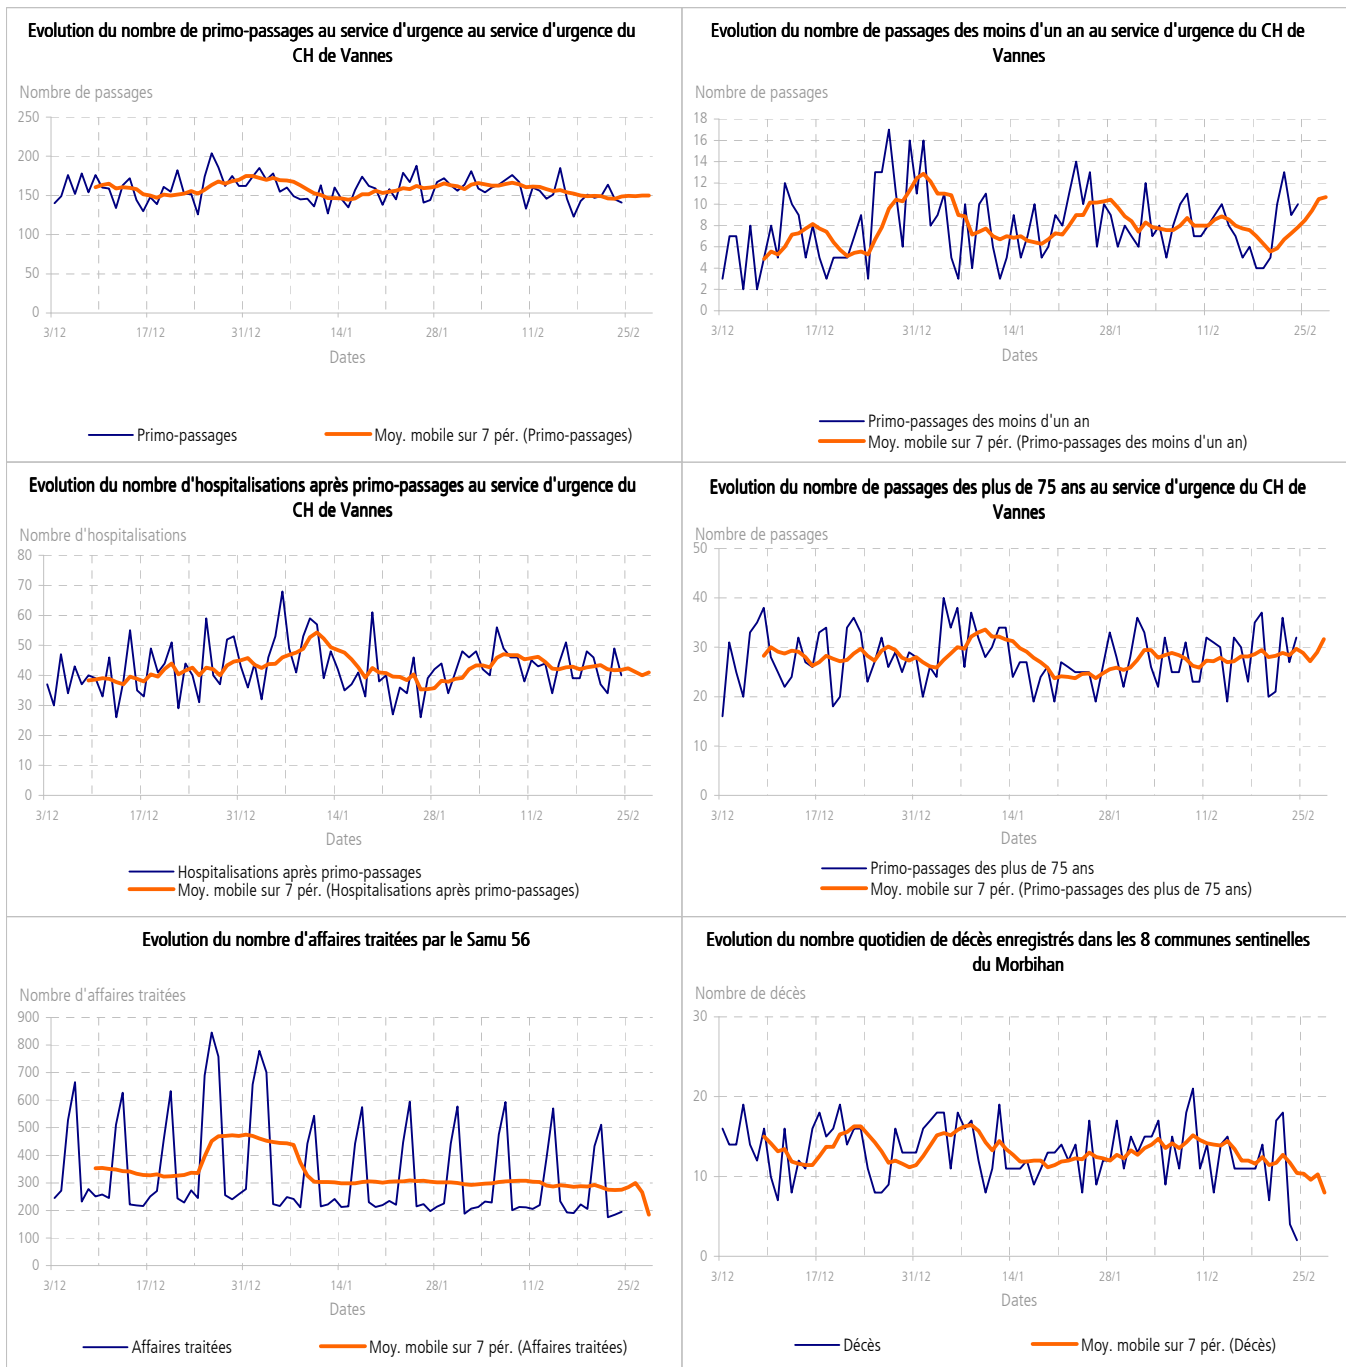 Evolution du nombre de primo-passages au service d'urgence au service d'urgence du
CH de Vannes
Nombre de passages
250
200
150
100
50
0
3/12 17/12 31/12 14/1 28/1 11/2 25/2
Dates
Primo-passages Moy. mobile sur 7 pér. (Primo-passages)
Evolution du nombre de passages des moins d'un an au service d'urgence du CH de
Vannes
Nombre de passages
18
16
14
12
10
8
6
4
2
0
3/12 17/12 31/12 14/1 28/1 11/2 25/2
Dates
Primo-passages des moins d'un an
Moy. mobile sur 7 pér. (Primo-passages des moins d'un an)
Evolution du nombre d'hospitalisations après primo-passages au service d'urgence du
CH de Vannes
Nombre d'hospitalisations
80
70
60
50
40
30
20
10
0
3/12 17/12 31/12 14/1 28/1 11/2 25/2
Dates
Hospitalisations après primo-passages
Moy. mobile sur 7 pér. (Hospitalisations après primo-passages)
Evolution du nombre de passages des plus de 75 ans au service d'urgence du CH de
Vannes
Nombre de passages
50
40
30
20
10
0
3/12 17/12 31/12 14/1 28/1 11/2 25/2
Dates
Primo-passages des plus de 75 ans
Moy. mobile sur 7 pér. (Primo-passages des plus de 75 ans)
Evolution du nombre d'affaires traitées par le Samu 56
Nombre d'affaires traitées
900
800
700
600
500
400
300
200
100
0
3/12 17/12 31/12 14/1 28/1 11/2 25/2
Dates
Affaires traitées Moy. mobile sur 7 pér. (Affaires traitées)
Evolution du nombre quotidien de décès enregistrés dans les 8 communes sentinelles
du Morbihan
Nombre de décès
30
20
10
0
3/12 17/12 31/12 14/1 28/1 11/2 25/2
Dates
Décès Moy. mobile sur 7 pér. (Décès)